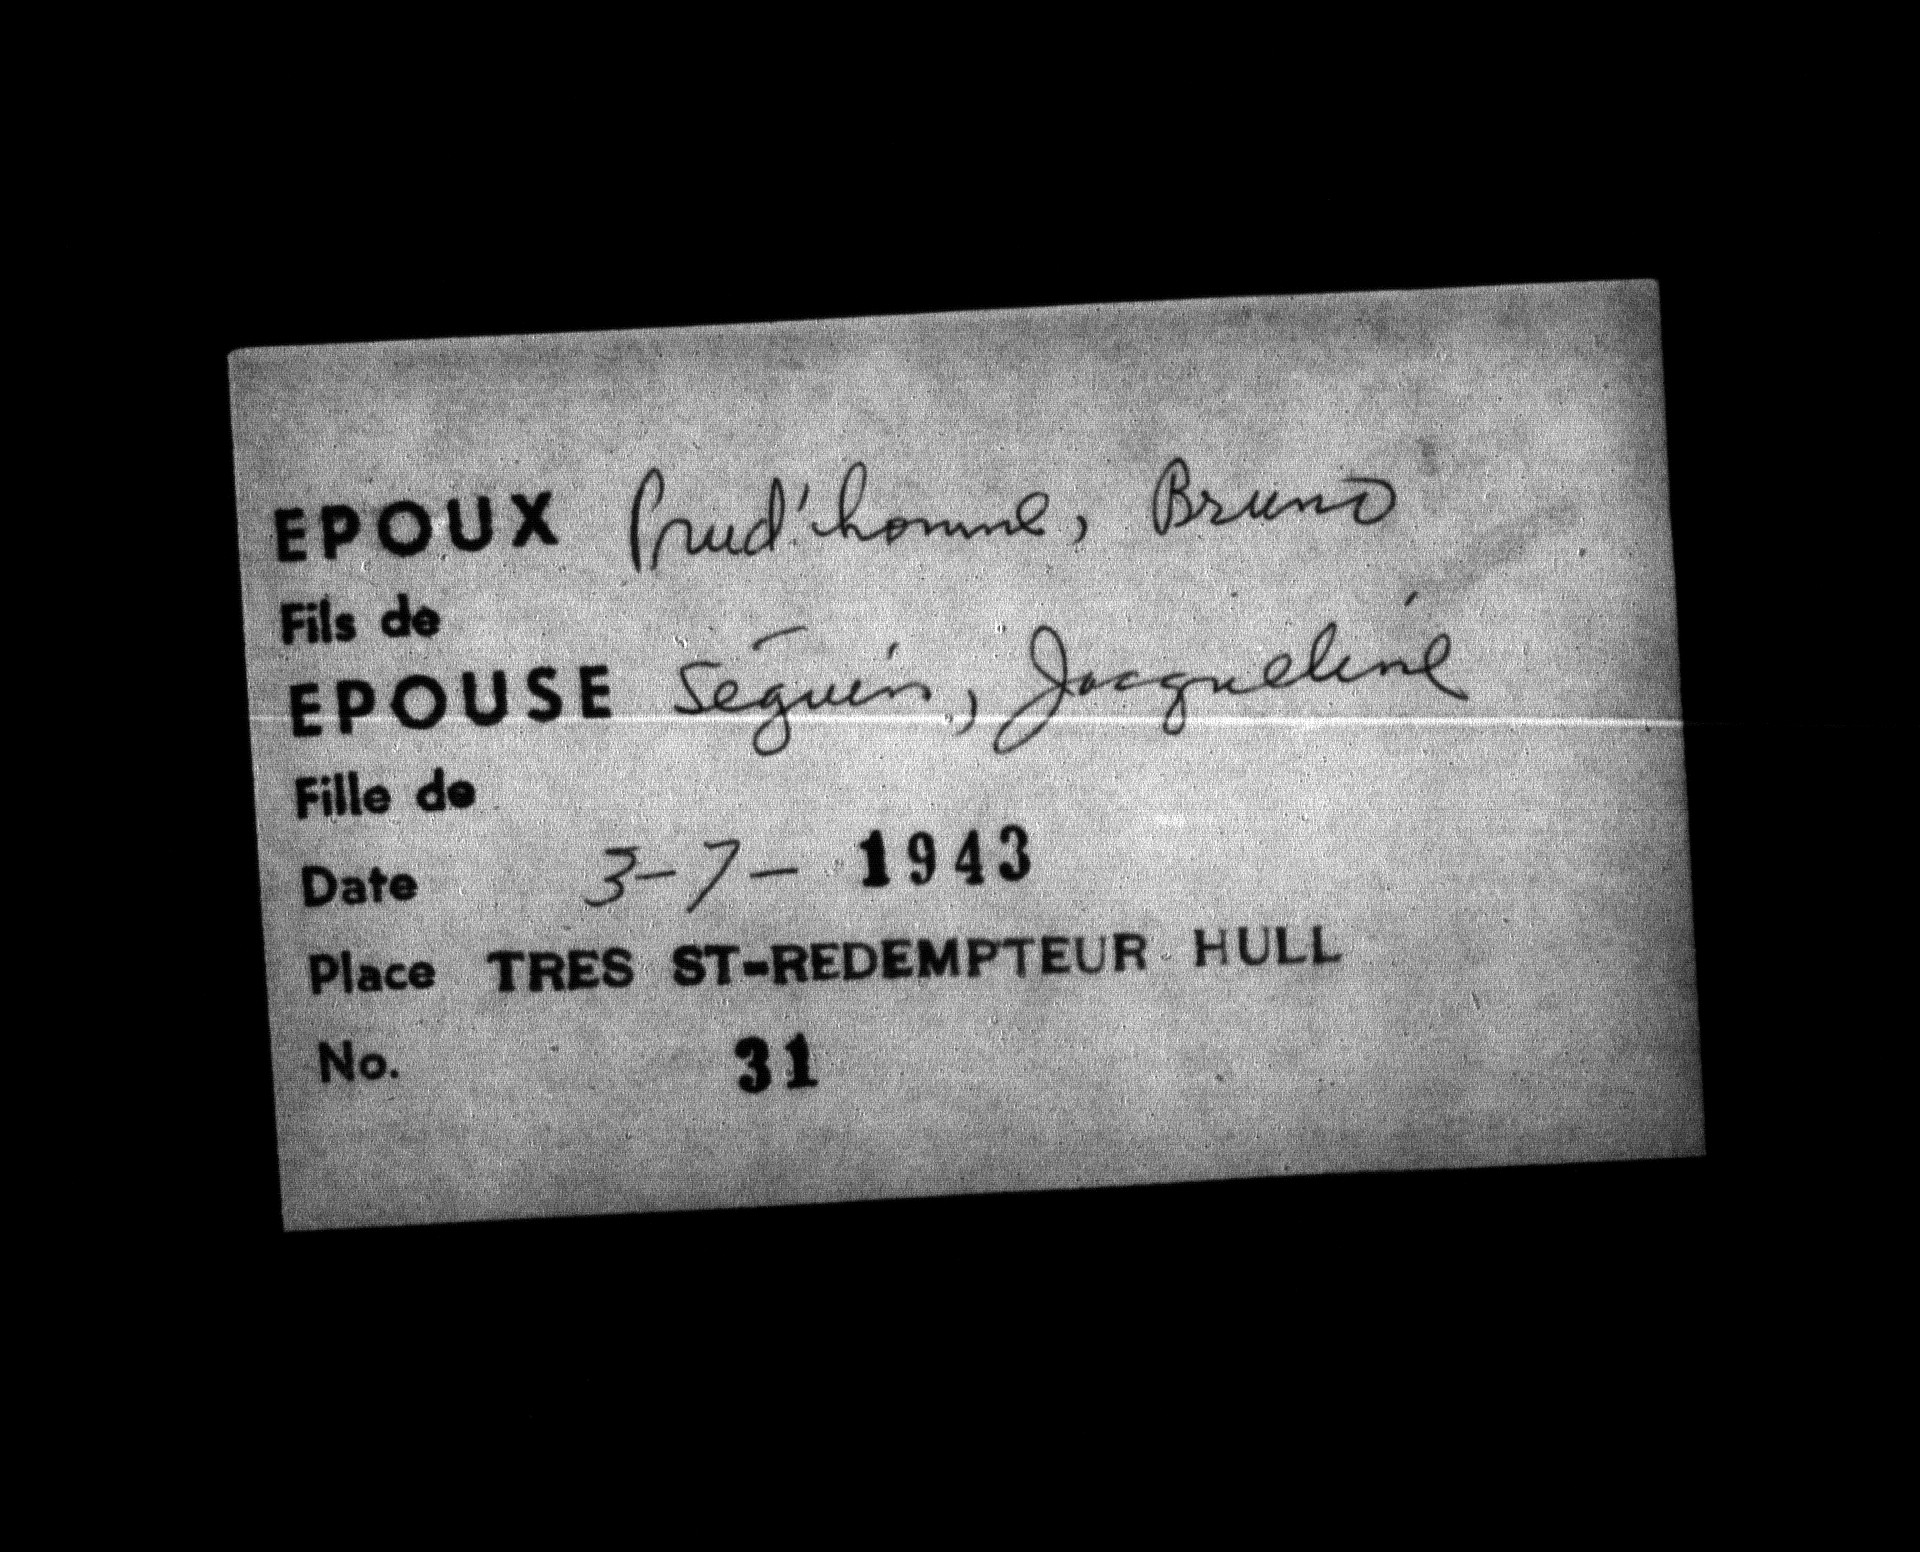 EPOUX Prud'homme, Bruno
Fils de
EPOUSE Séguin, Jacqueline
Fille de
Date 3-7- 1943
Place TRES ST-REDEMPTEUR HULL
No. 31